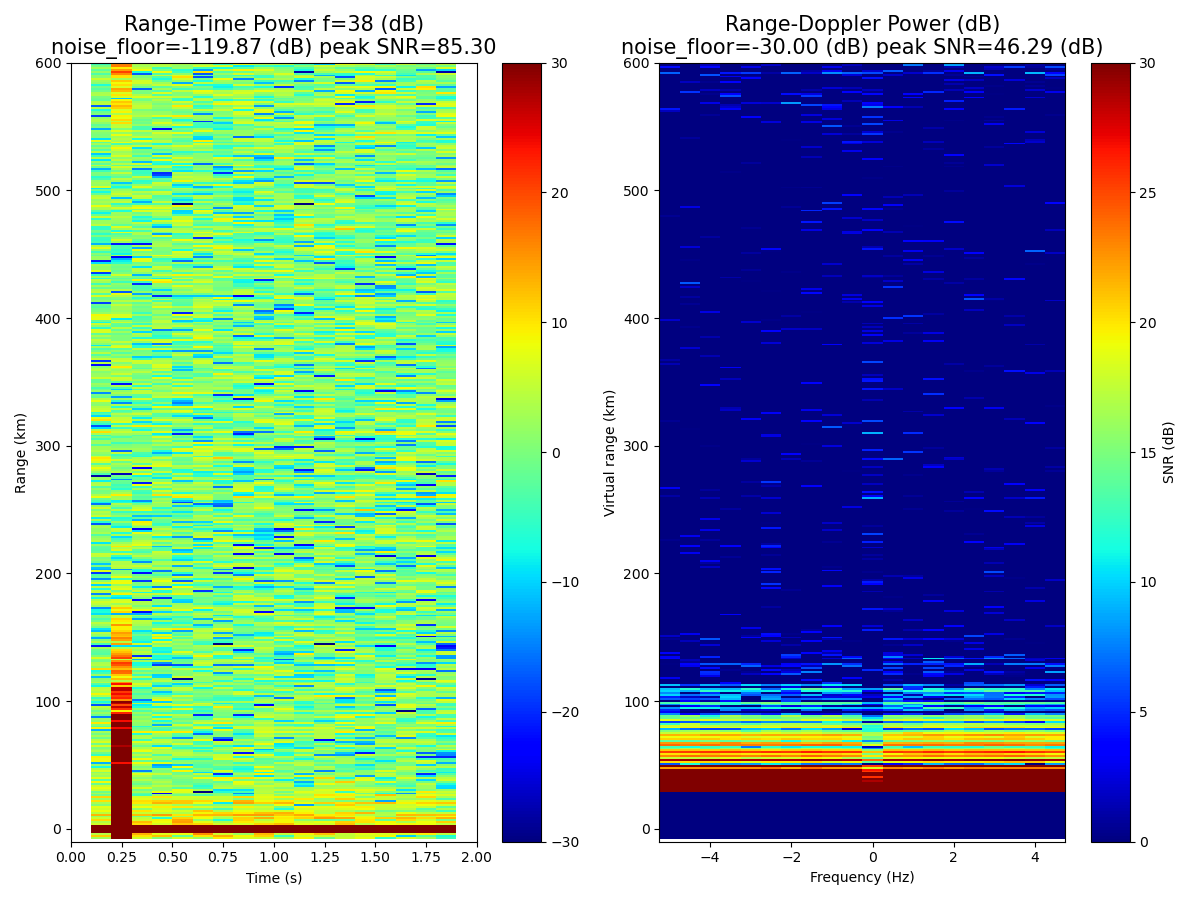 Range-Time Power f=38 (dB)
noise_floor=-119.87 (dB) peak SNR=85.30
600
500
400
300
200
100
0
Range (km)
0.00 0.25 0.50 0.75 1.00 1.25 1.50 1.75 2.00
Time (s)
30
20
10
0
−10
−20
−30
Range-Doppler Power (dB)
noise_floor=-30.00 (dB) peak SNR=46.29 (dB)
600
500
400
300
200
100
0
Virtual range (km)
−4 −2 0 2 4
Frequency (Hz)
30
25
20
15
10
5
0
SNR (dB)